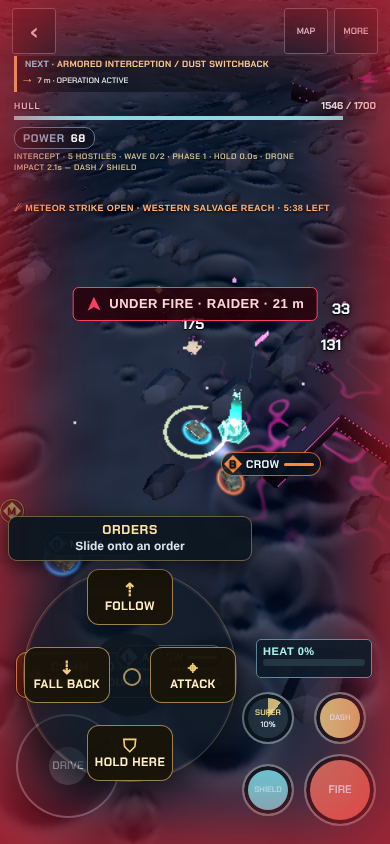 ‹
MAP
MORE
NEXT · ARMORED INTERCEPTION / DUST SWITCHBACK
→ 7 m · OPERATION ACTIVE
HULL
1546 / 1700
POWER 68
INTERCEPT · 5 HOSTILES · WAVE 0/2 · PHASE 1 · HOLD 0.0s · DRONE
IMPACT 2.1s — DASH / SHIELD
METEOR STRIKE OPEN · WESTERN SALVAGE REACH · 5:38 LEFT
UNDER FIRE · RAIDER · 21 m
33
175
131
B CROW
M
ORDERS
Slide onto an order
FOLLOW
FALL BACK
ATTACK
HOLD HERE
DRIVE
HEAT 0%
SUPER
10%
DASH
SHIELD
FIRE